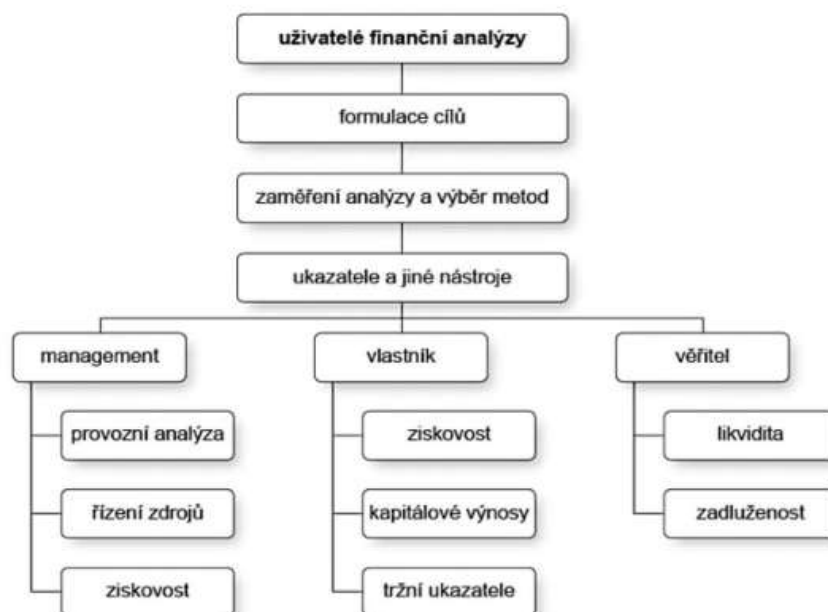 uživatelé finanční analýzy
formulace cílů
zaměření analýzy a výběr metod
ukazatele a jiné nástroje
management
vlastník
věřitel
provozní analýza
ziskovost
likvidita
řízení zdrojů
kapitálové výnosy
zadluženost
ziskovost
tržní ukazatele